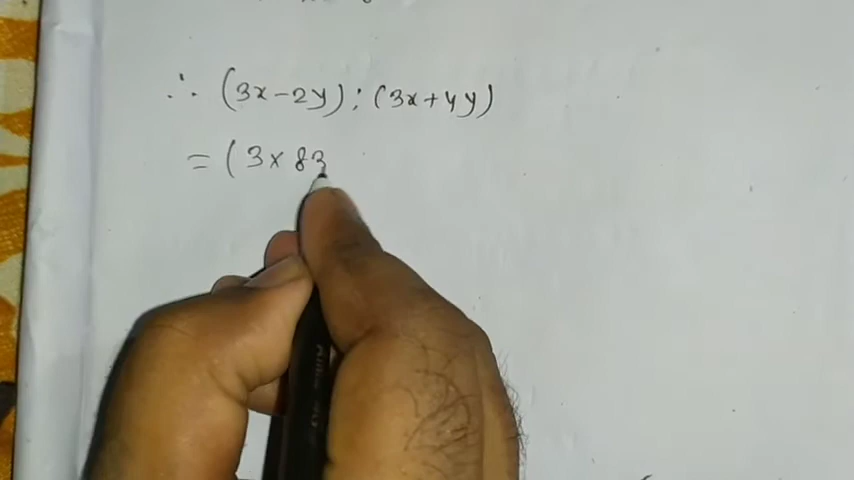 ∴ (3x-2y) : (3x+4y)
= (3×83